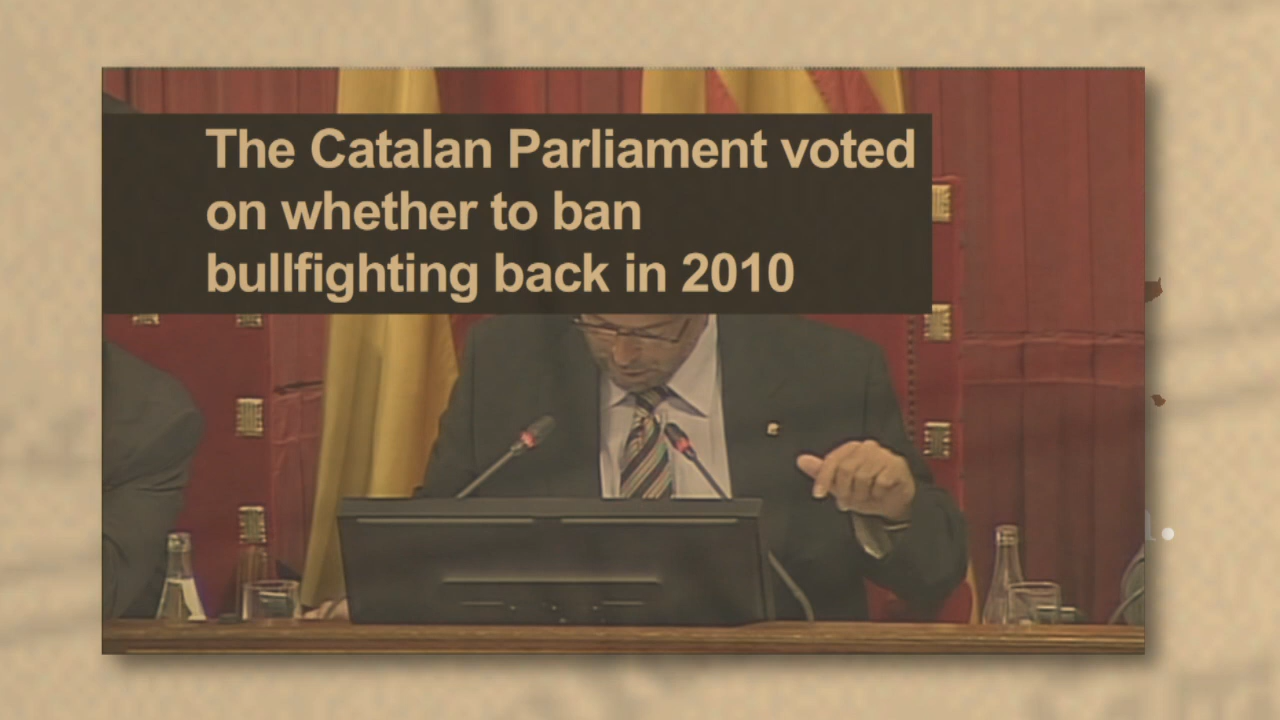 The Catalan Parliament voted
on whether to ban
bullfighting back in 2010